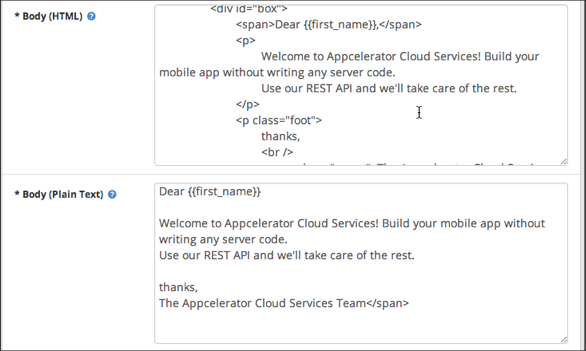 * Body (HTML)
<div id="box">
<span>Dear {{first_name}},</span>
<p>
Welcome to Appcelerator Cloud Services! Build your
mobile app without writing any server code.
Use our REST API and we'll take care of the rest.
</p>
<p class="foot">
thanks,
<br />
* Body (Plain Text)
Dear {{first_name}}
Welcome to Appcelerator Cloud Services! Build your mobile app without
writing any server code.
Use our REST API and we'll take care of the rest.
thanks,
The Appcelerator Cloud Services Team</span>